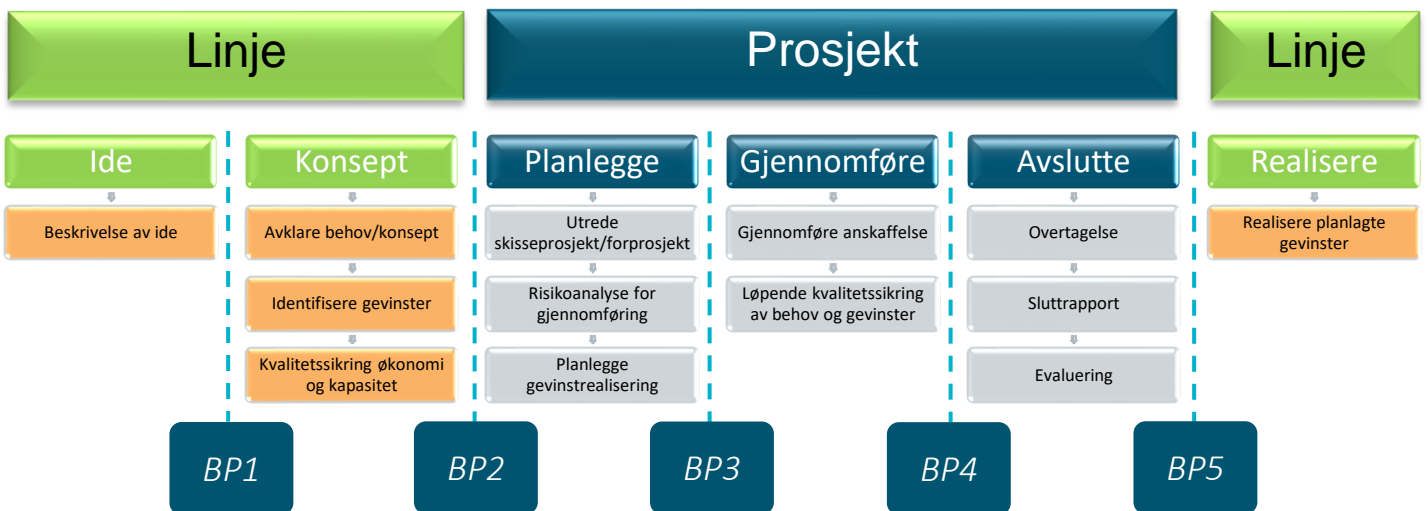 Linje
Prosjekt
Linje
Ide
Konsept
Planlegge
Gjennomføre
Avslutte
Realisere
Beskrivelse av ide
Avklare behov/konsept
Identifisere gevinster
Kvalitetssikring økonomi
og kapasitet
Utrede
skisseprosjekt/forprosjekt
Risikoanalyse for
gjennomføring
Planlegge
gevinstrealisering
Gjennomføre anskaffelse
Løpende kvalitetssikring
av behov og gevinster
Overtagelse
Sluttrapport
Evaluering
Realisere planlagte
gevinster
BP1
BP2
BP3
BP4
BP5